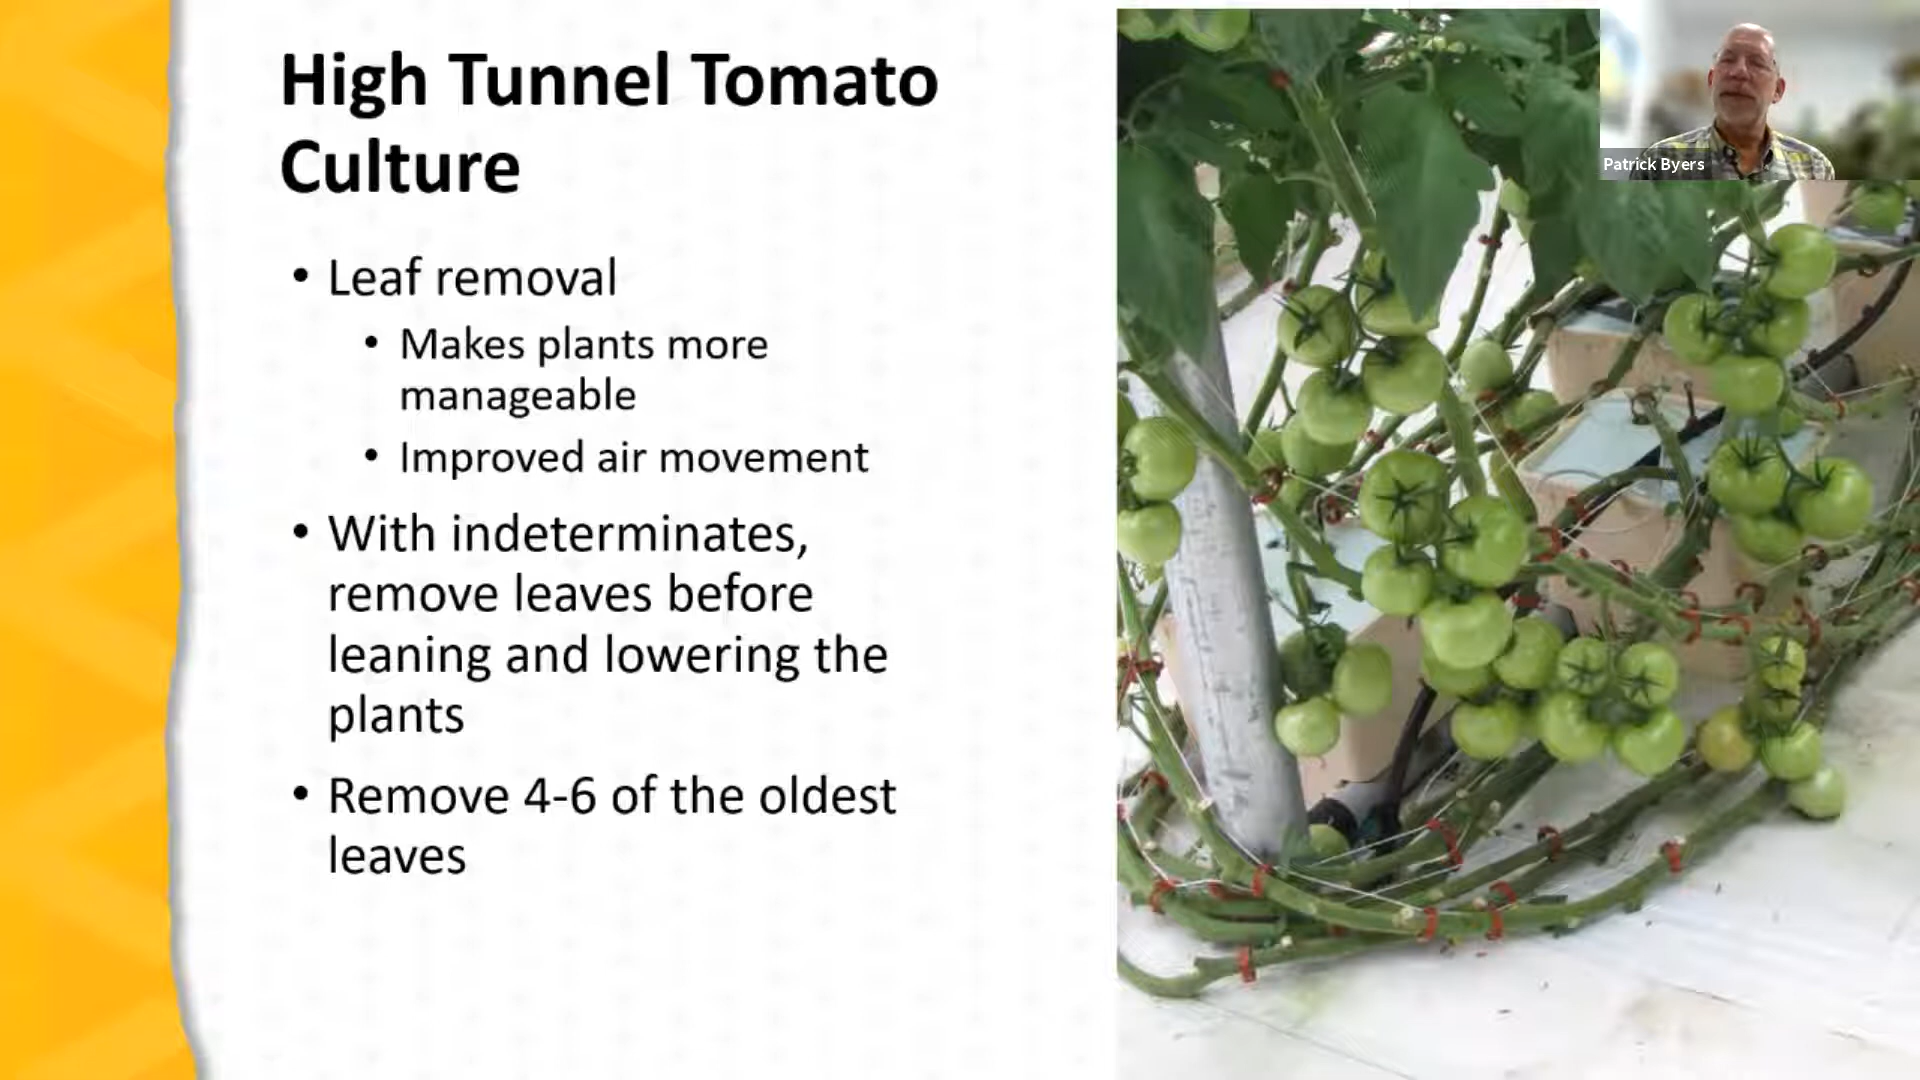 High Tunnel Tomato
Culture
• Leaf removal
• Makes plants more
manageable
• Improved air movement
• With indeterminates,
remove leaves before
leaning and lowering the
plants
• Remove 4-6 of the oldest
leaves
Patrick Byers